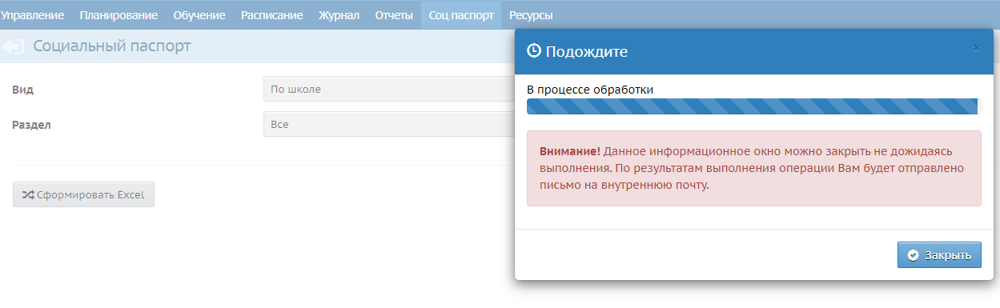 Управление Планирование Обучение Расписание Журнал Отчеты Соц паспорт Ресурсы
Социальный паспорт
Вид По школе
Раздел Все
Сформировать Excel
Подождите ×
В процессе обработки
Внимание! Данное информационное окно можно закрыть не дожидаясь
выполнения. По результатам выполнения операции Вам будет отправлено
письмо на внутреннюю почту.
Закрыть